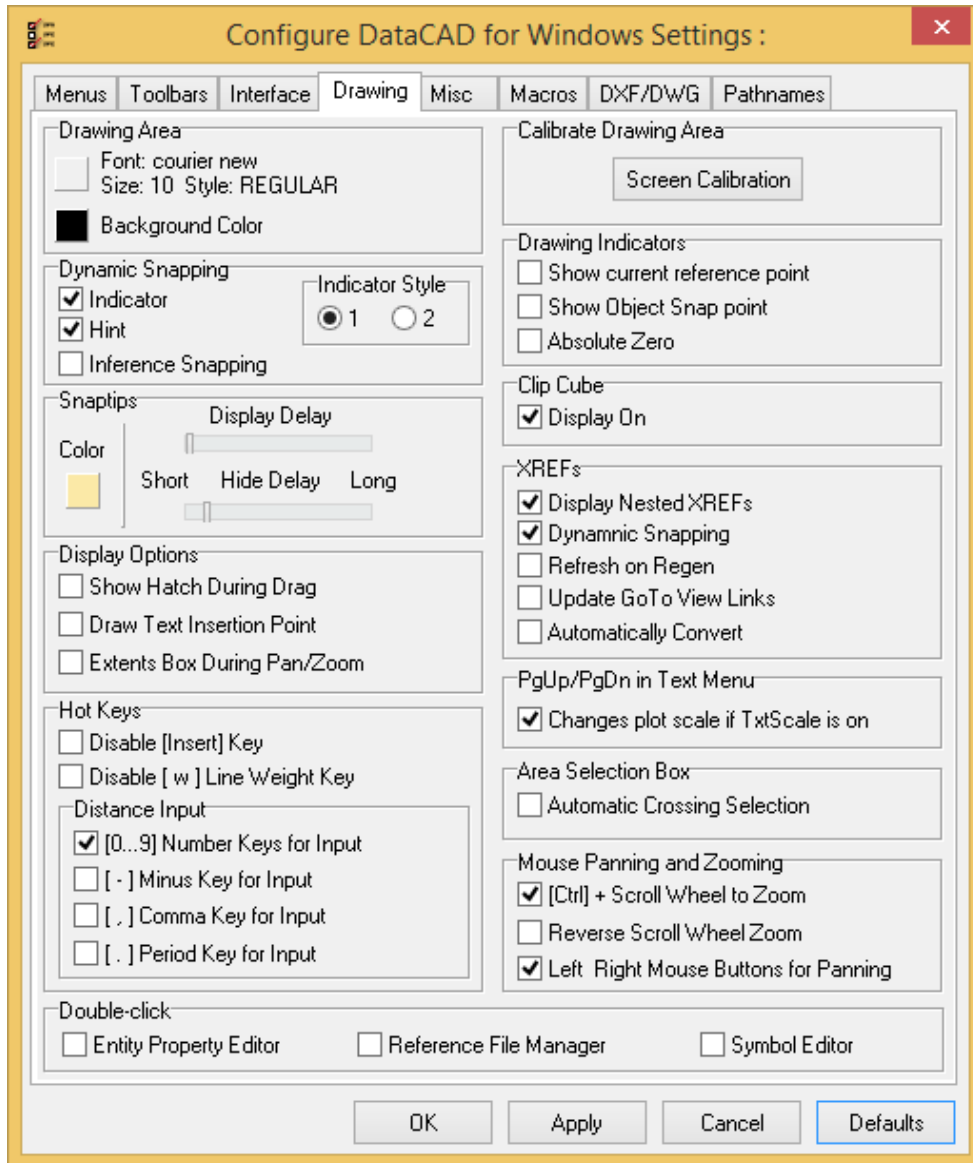 Configure DataCAD for Windows Settings :
Menus Toolbars Interface Drawing Misc Macros DXF/DWG Pathnames
Drawing Area
Font: courier new
Size: 10 Style: REGULAR
Background Color
Dynamic Snapping
Indicator
Hint
Inference Snapping
Indicator Style
1 2
Snaptips
Color
Display Delay
Short Hide Delay Long
Display Options
Show Hatch During Drag
Draw Text Insertion Point
Extents Box During Pan/Zoom
Hot Keys
Disable [Insert] Key
Disable [ w ] Line Weight Key
Distance Input
[0...9] Number Keys for Input
[ - ] Minus Key for Input
[ , ] Comma Key for Input
[ . ] Period Key for Input
Calibrate Drawing Area
Screen Calibration
Drawing Indicators
Show current reference point
Show Object Snap point
Absolute Zero
Clip Cube
Display On
XREFs
Display Nested XREFs
Dynamnic Snapping
Refresh on Regen
Update GoTo View Links
Automatically Convert
PgUp/PgDn in Text Menu
Changes plot scale if TxtScale is on
Area Selection Box
Automatic Crossing Selection
Mouse Panning and Zooming
[Ctrl] + Scroll Wheel to Zoom
Reverse Scroll Wheel Zoom
Left Right Mouse Buttons for Panning
Double-click
Entity Property Editor Reference File Manager Symbol Editor
OK Apply Cancel Defaults